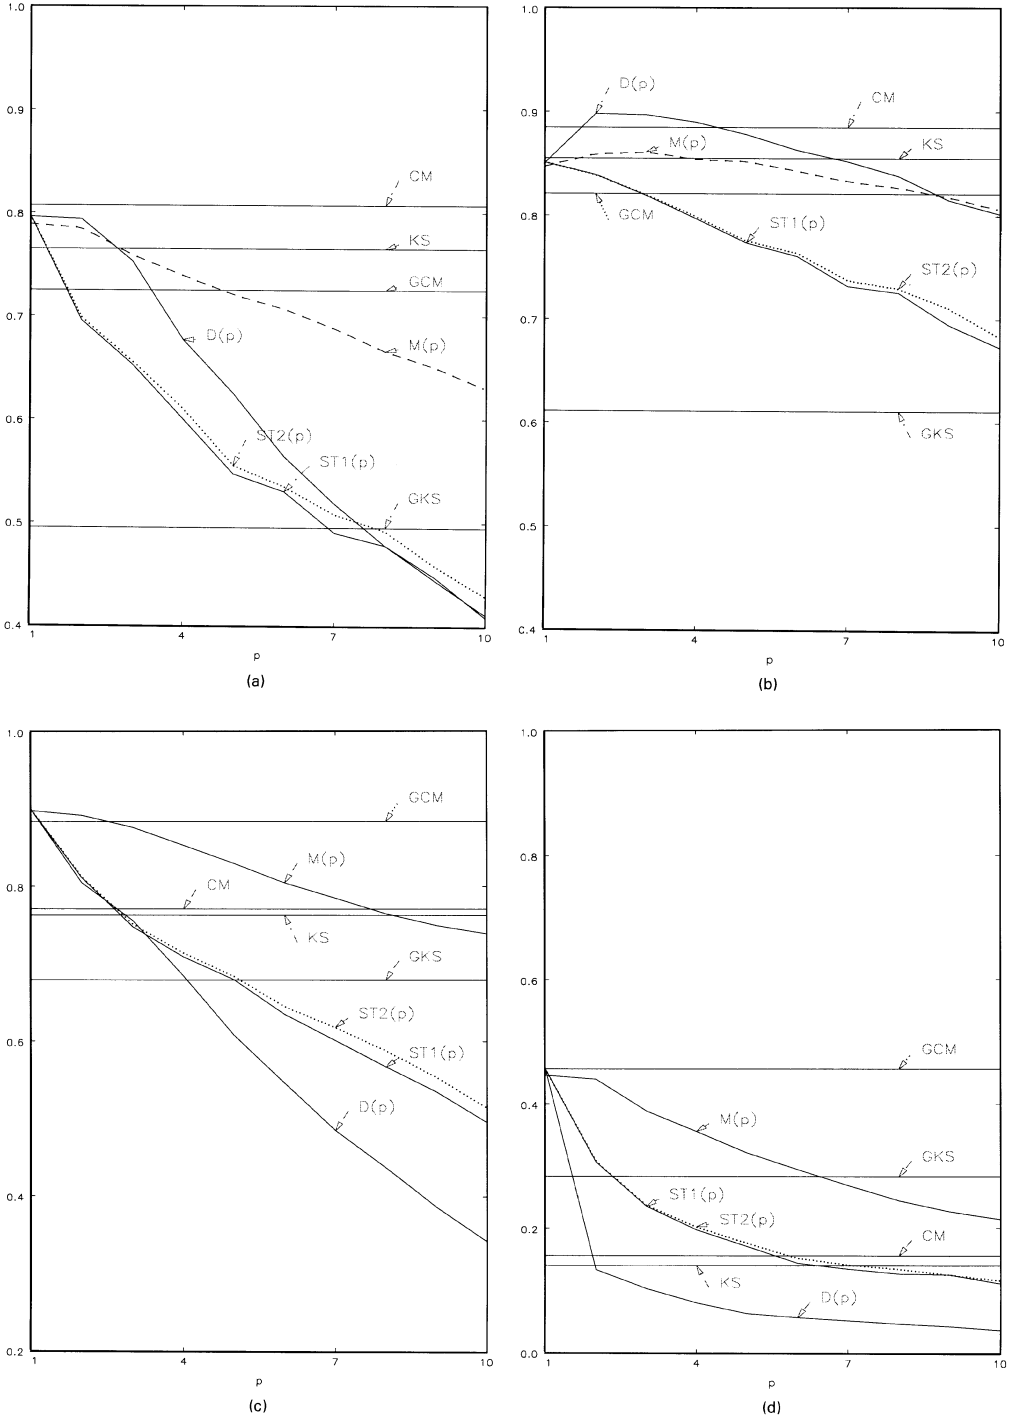 1.0
0.9
0.8
0.7
0.6
0.5
0.4
CM
KS
GCM
D(p)
M(p)
ST2(p)
ST1(p)
GKS
1 4 7 10
p
(a)
1.0
0.9
0.8
0.7
0.6
0.5
0.4
D(p)
CM
M(p)
KS
GCM
ST1(p)
ST2(p)
GKS
1 4 7 10
p
(b)
1.0
0.8
0.6
0.4
0.2
GCM
M(p)
CM
KS
GKS
ST2(p)
ST1(p)
D(p)
1 4 7 10
p
(c)
1.0
0.8
0.6
0.4
0.2
0.0
GCM
M(p)
GKS
ST1(p)
ST2(p)
CM
KS
D(p)
1 4 7 10
p
(d)